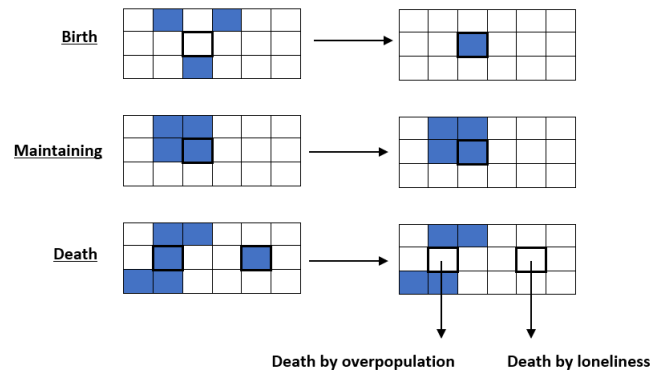 Birth
Maintaining
Death
Death by overpopulation
Death by loneliness